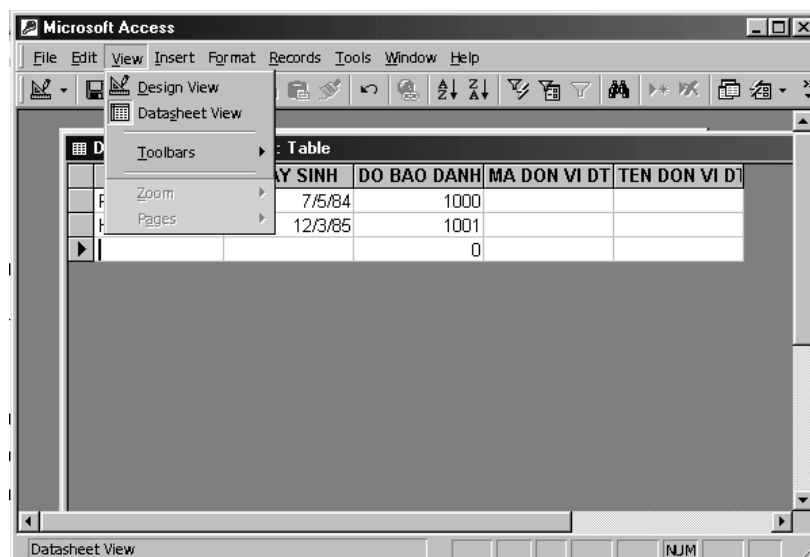 Microsoft Access
File Edit View Insert Format Records Tools Window Help
Design View
Datasheet View
Toolbars
Zoom
Pages
: Table
AY SINH DO BAO DANH MA DON VI DT TEN DON VI DT
7/5/84 1000
12/3/85 1001
0
Datasheet View NUM